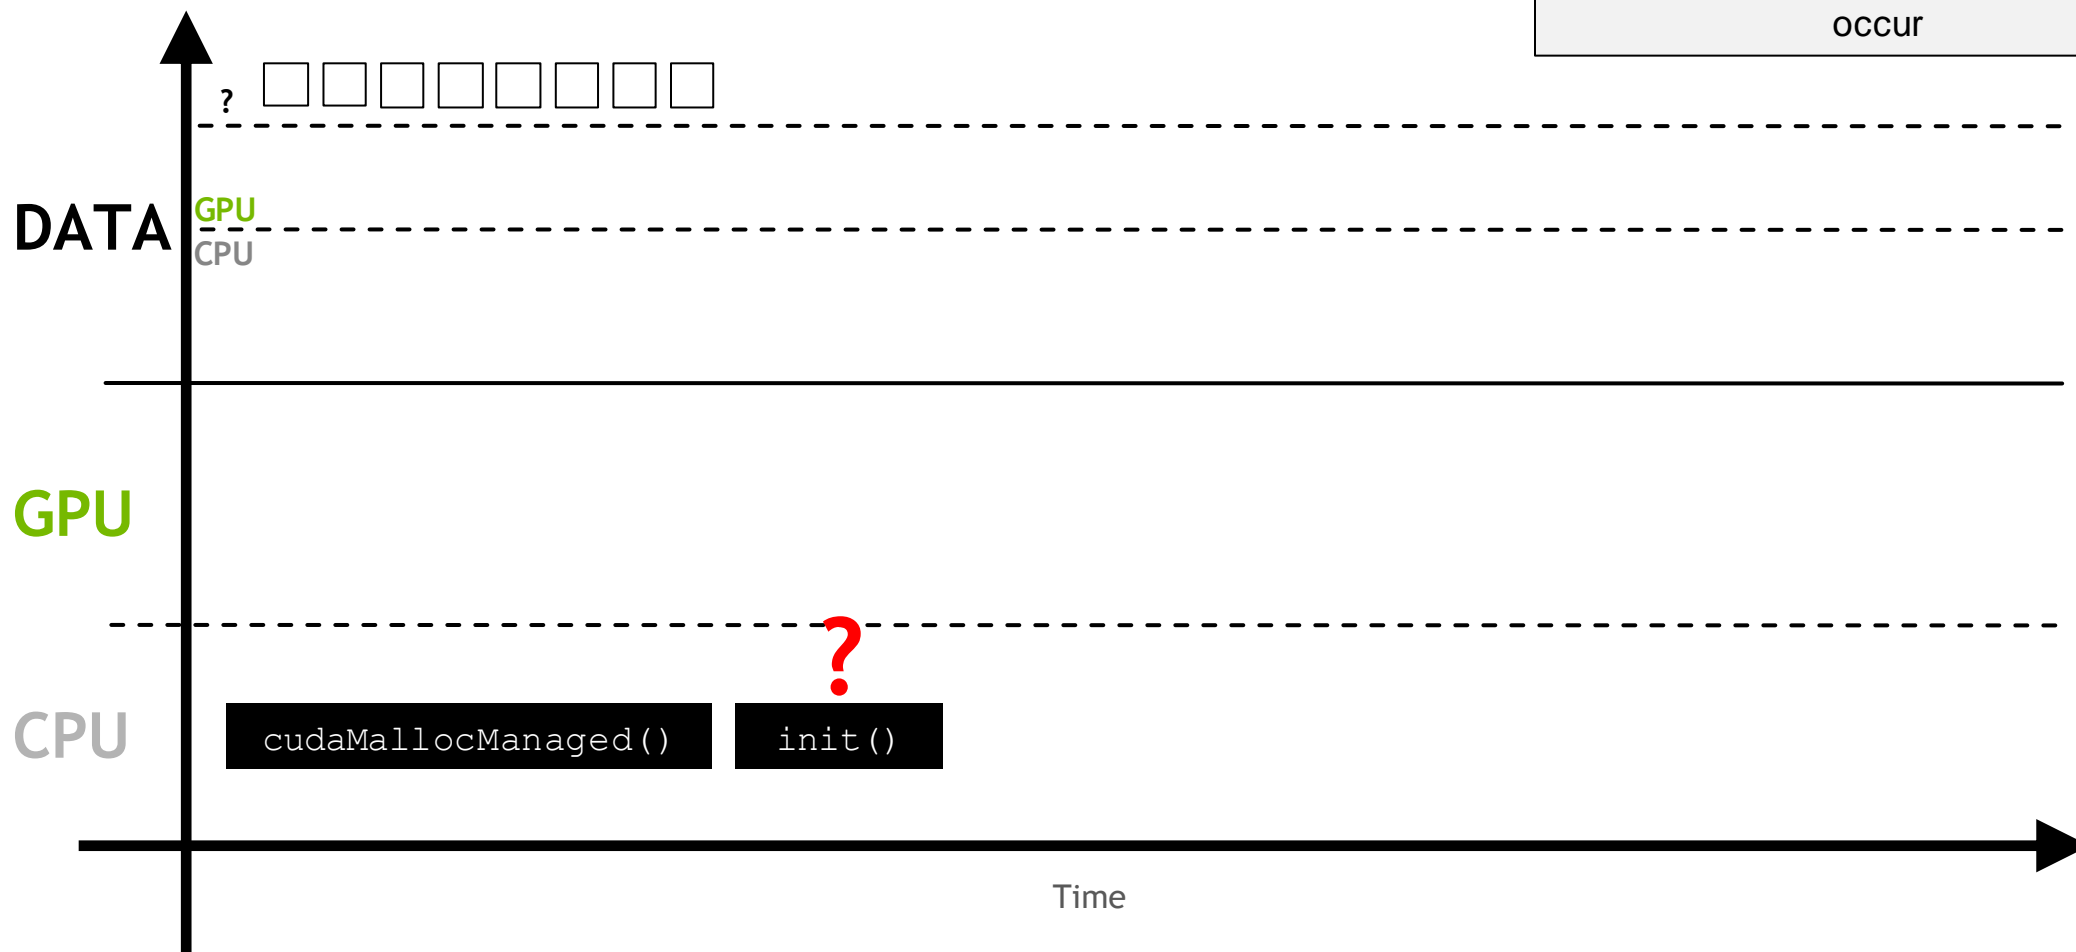 occur
?
GPU
DATA
CPU
GPU
?
CPU
cudaMallocManaged()
init()
Time